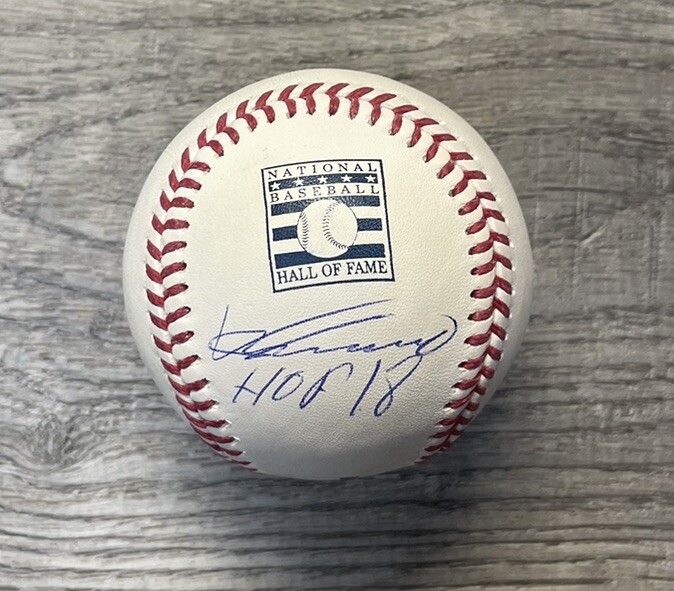 NATIONAL
BASEBALL
HALL OF FAME
HOF 18